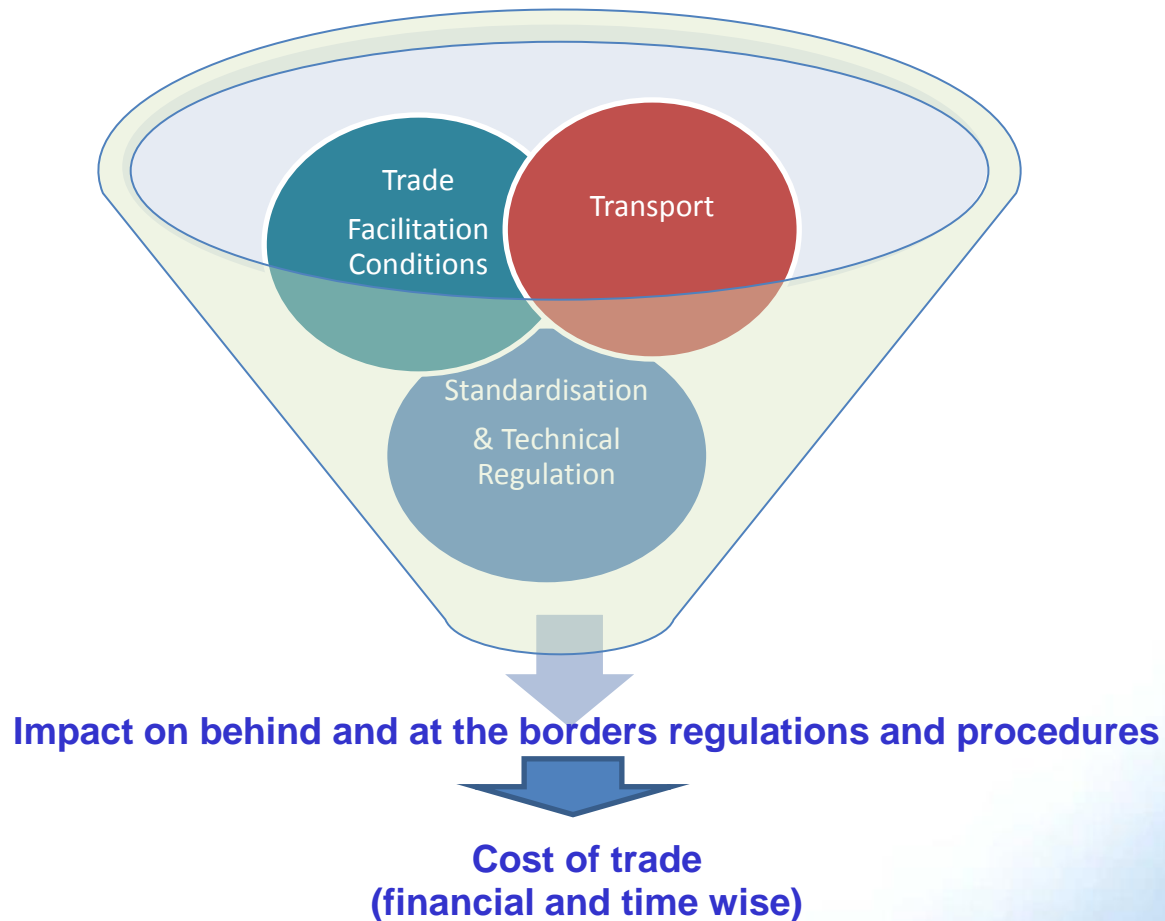 Trade
Facilitation
Conditions
Transport
Standardisation
& Technical
Regulation
Impact on behind and at the borders regulations and procedures
Cost of trade
(financial and time wise)